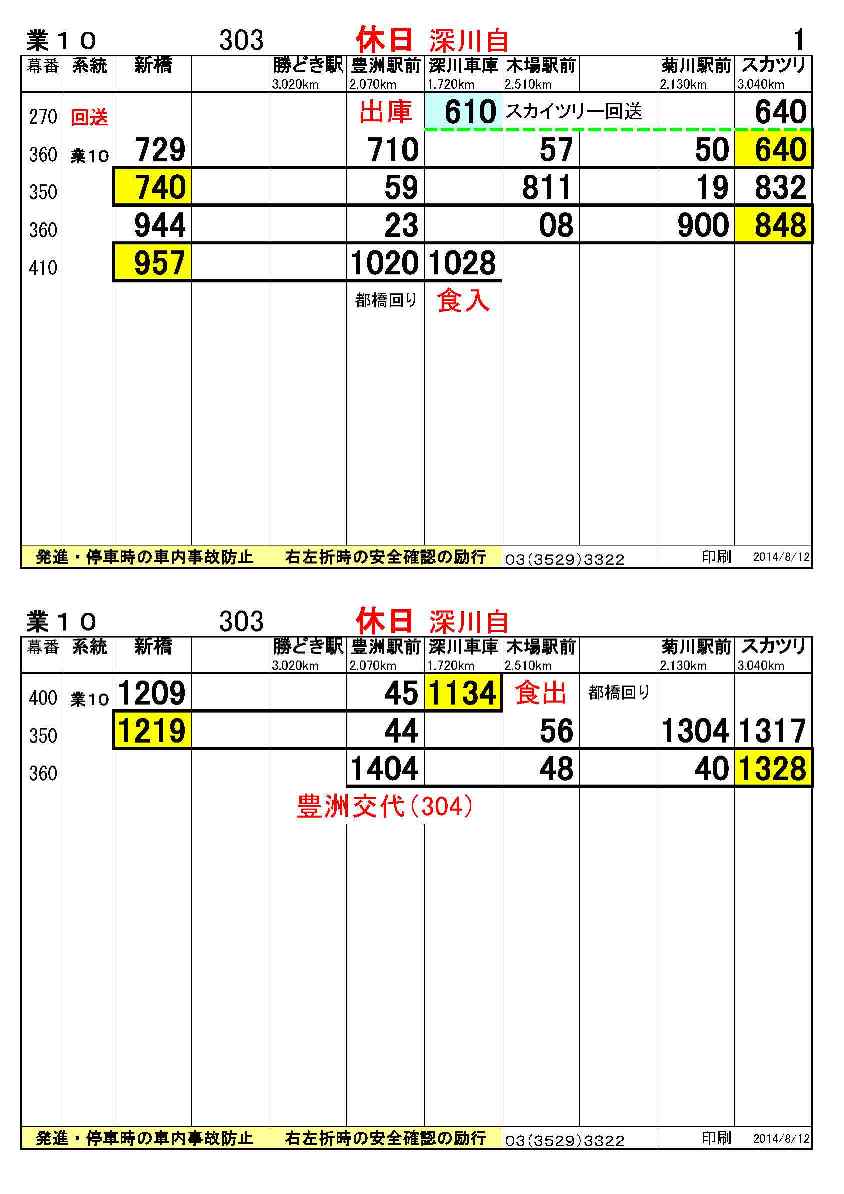 業１０ 303 休日 深川自 1
幕番 系統 新橋 勝どき駅 豊洲駅前 深川車庫 木場駅前 菊川駅前 スカツリ
3.020km 2.070km 1.720km 2.510km 2.130km 3.040km
270 回送 出庫 610 スカイツリー回送 640
360 業10 729 710 57 50 640
350 740 59 811 19 832
360 944 23 08 900 848
410 957 1020 1028
都橋回り 食入
発進・停車時の車内事故防止 右左折時の安全確認の励行 03(3529)3322 印刷 2014/8/12
業１０ 303 休日 深川自
幕番 系統 新橋 勝どき駅 豊洲駅前 深川車庫 木場駅前 菊川駅前 スカツリ
3.020km 2.070km 1.720km 2.510km 2.130km 3.040km
400 業10 1209 45 1134 食出 都橋回り
350 1219 44 56 1304 1317
360 1404 48 40 1328
豊洲交代(304)
発進・停車時の車内事故防止 右左折時の安全確認の励行 03(3529)3322 印刷 2014/8/12